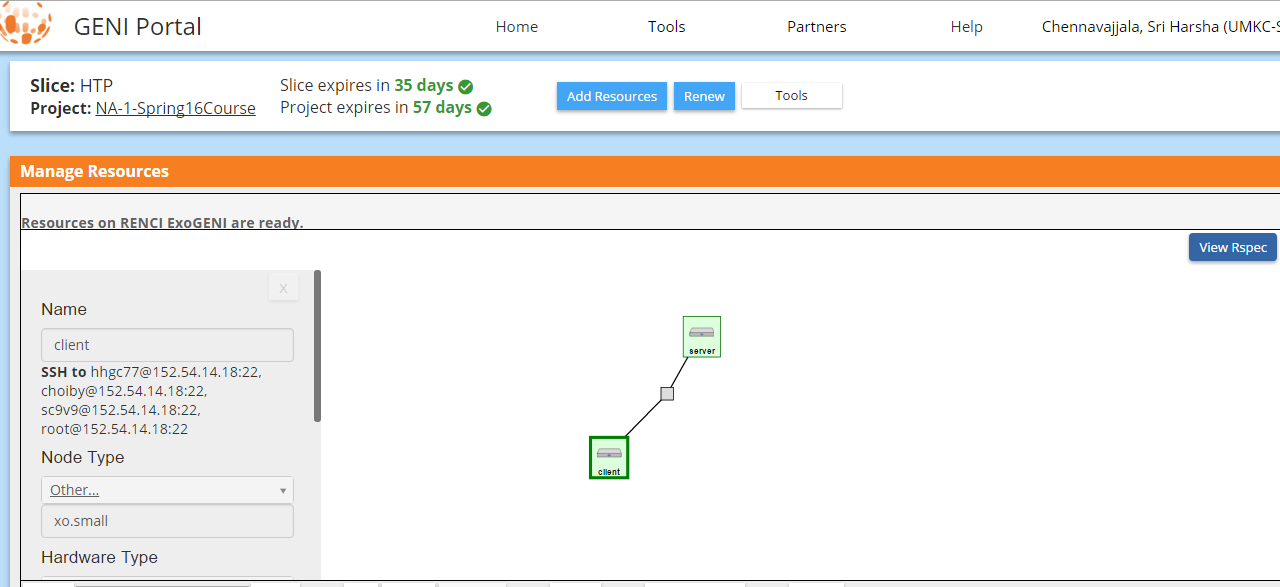 GENI Portal
Home Tools Partners Help Chennavajjala, Sri Harsha (UMKC-S
Slice: HTP
Project: NA-1-Spring16Course
Slice expires in 35 days
Project expires in 57 days
Add Resources Renew Tools
Manage Resources
Resources on RENCI ExoGENI are ready.
View Rspec
x
Name
client
SSH to hhgc77@152.54.14.18:22,
choiby@152.54.14.18:22,
sc9v9@152.54.14.18:22,
root@152.54.14.18:22
Node Type
Other...
xo.small
Hardware Type
server
client